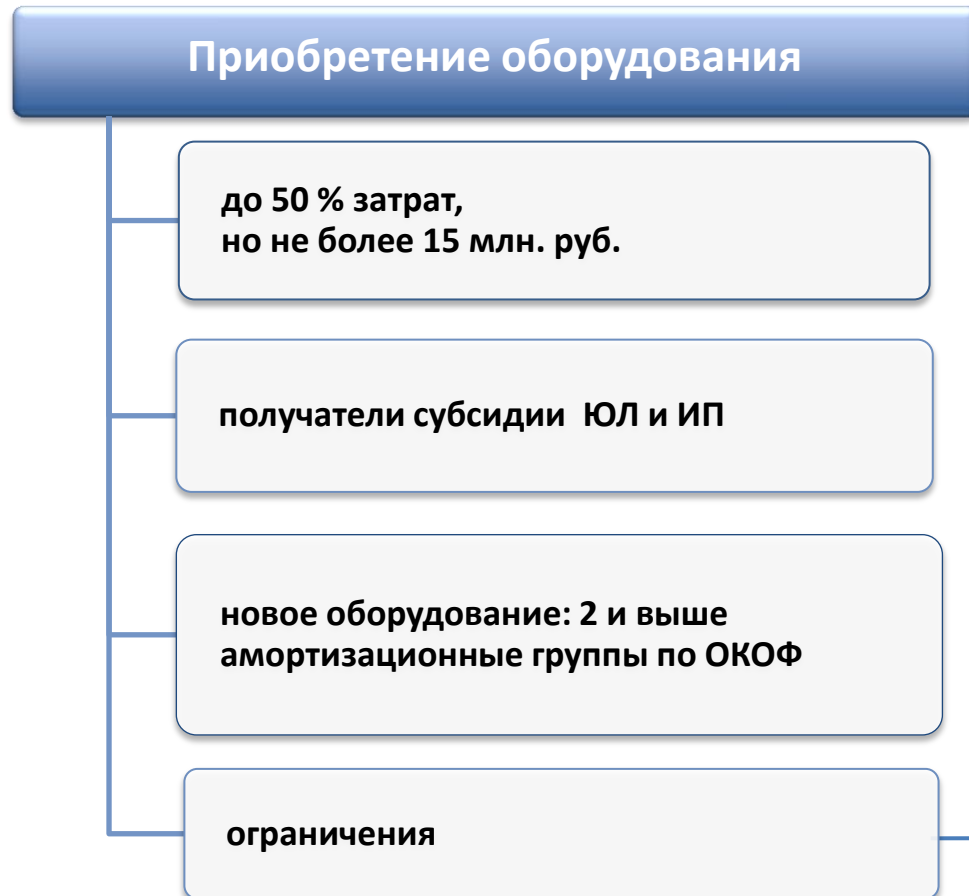 Приобретение оборудования
до 50 % затрат,
но не более 15 млн. руб.
получатели субсидии ЮЛ и ИП
новое оборудование: 2 и выше
амортизационные группы по ОКОФ
ограничения